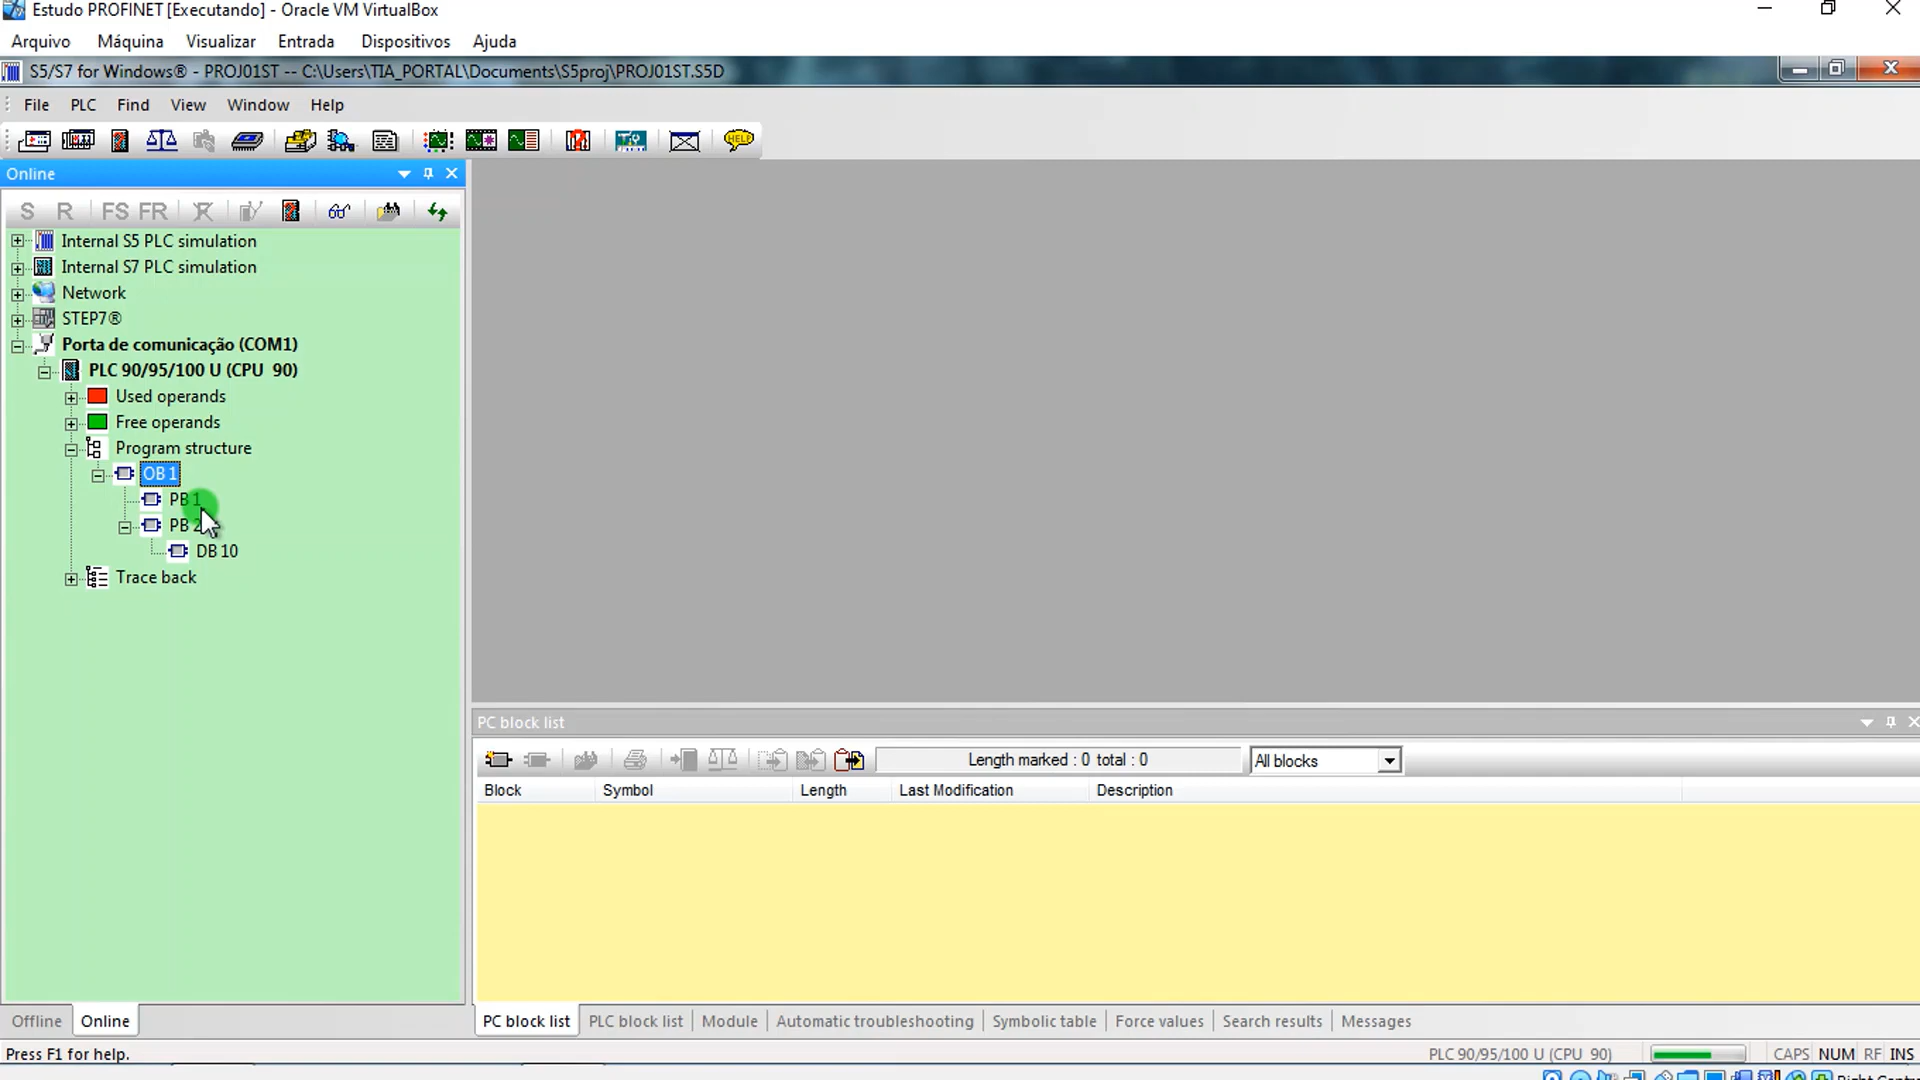 Estudo PROFINET [Executando] - Oracle VM VirtualBox
Arquivo Máquina Visualizar Entrada Dispositivos Ajuda
S5/S7 for Windows® - PROJ01ST -- C:\Users\TIA_PORTAL\Documents\S5proj\PROJ01ST.S5D
File PLC Find View Window Help
HELP
Online
S R FS FR
Internal S5 PLC simulation
Internal S7 PLC simulation
Network
STEP7®
Porta de comunicação (COM1)
PLC 90/95/100 U (CPU 90)
Used operands
Free operands
Program structure
OB 1
PB 1
PB 2
DB 10
Trace back
PC block list
Length marked : 0 total : 0
All blocks
Block Symbol Length Last Modification Description
Offline Online
PC block list PLC block list Module Automatic troubleshooting Symbolic table Force values Search results Messages
Press F1 for help.
PLC 90/95/100 U (CPU 90) CAPS NUM RF INS